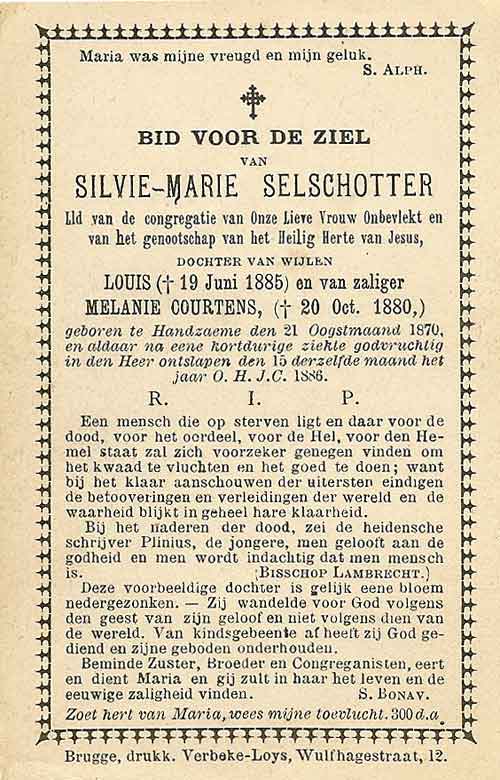 Maria was mijne vreugd en mijn geluk.
S. ALPH.
BID VOOR DE ZIEL
VAN
SILVIE-MARIE SELSCHOTTER
Lid van de congregatie van Onze Lieve Vrouw Onbevlekt en
van het genootschap van het Heilig Herte van Jesus,
DOCHTER VAN WIJLEN
LOUIS († 19 Juni 1885) en van zaliger
MELANIE COURTENS, († 20 Oct. 1880,)
geboren te Handzaeme den 21 Oogstmaand 1870,
en aldaar na eene kortdurige ziekte godvruchtig
in den Heer ontslapen den 15 derzelfde maand het
jaar O. H. J.C. 1886.
R. I. P.
Een mensch die op sterven ligt en daar voor de
dood, voor het oordeel, voor de Hel, voor den He-
mel staat zal zich voorzeker genegen vinden om
het kwaad te vluchten en het goed te doen; want
bij het klaar aanschouwen der uitersten eindigen
de betooveringen en verleidingen der wereld en de
waarheid blijkt in geheel hare klaarheid.
Bij het naderen der dood, zei de heidensche
schrijver Plinius, de jongere, men gelooft aan de
godheid en men wordt indachtig dat men mensch
is. (BISSCHOP LAMBRECHT.)
Deze voorbeeldige dochter is gelijk eene bloem
nedergezonken. — Zij wandelde voor God volgens
den geest van zijn geloof en niet volgens dien van
de wereld. Van kindsgebeente af heeft zij God ge-
diend en zijne geboden onderhouden.
Beminde Zuster, Broeder en Congreganisten, eert
en dient Maria en gij zult in haar het leven en de
eeuwige zaligheid vinden. S. BONAV.
Zoet hert van Maria, wees mijne toevlucht. 300 d.a.
Brugge, drukk. Verbeke-Loys, Wulfhagestraat, 12.